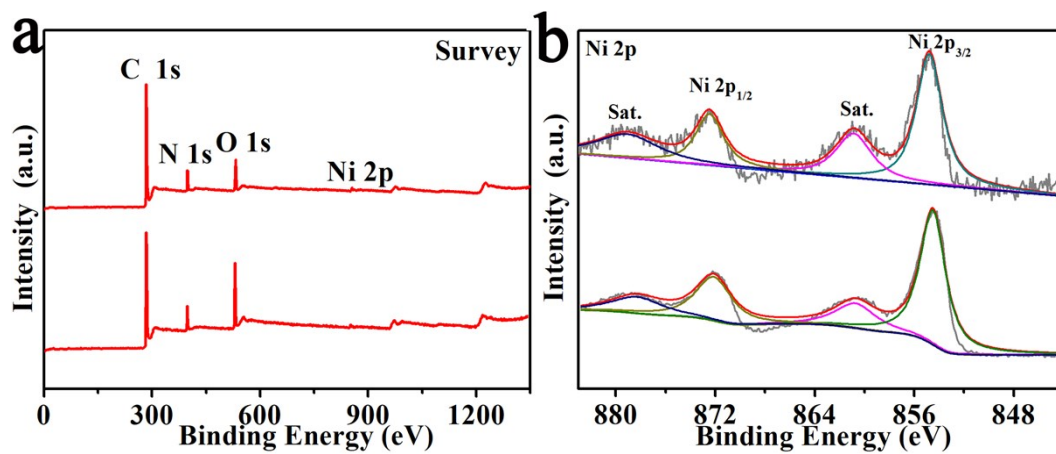 a
Survey
C 1s
N 1s
O 1s
Ni 2p
Intensity (a.u.)
0 300 600 900 1200
Binding Energy (eV)
b
Ni 2p
Ni 2p3/2
Ni 2p1/2
Sat.
Sat.
Intensity (a.u.)
880 872 864 856 848
Binding Energy (eV)